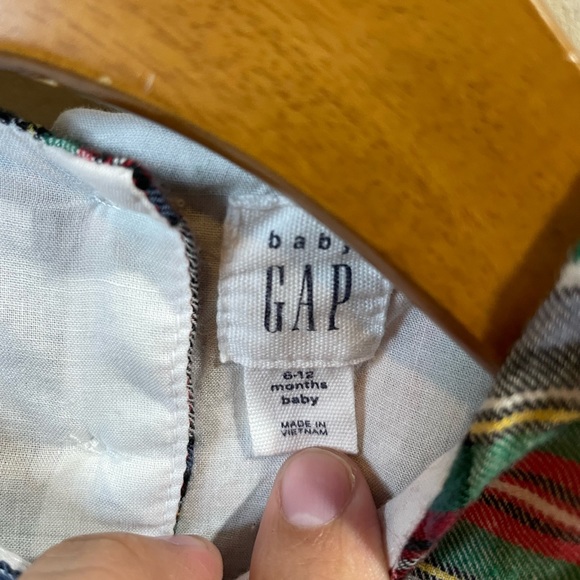 baby
GAP
6-12
months
baby
MADE IN
VIETNAM